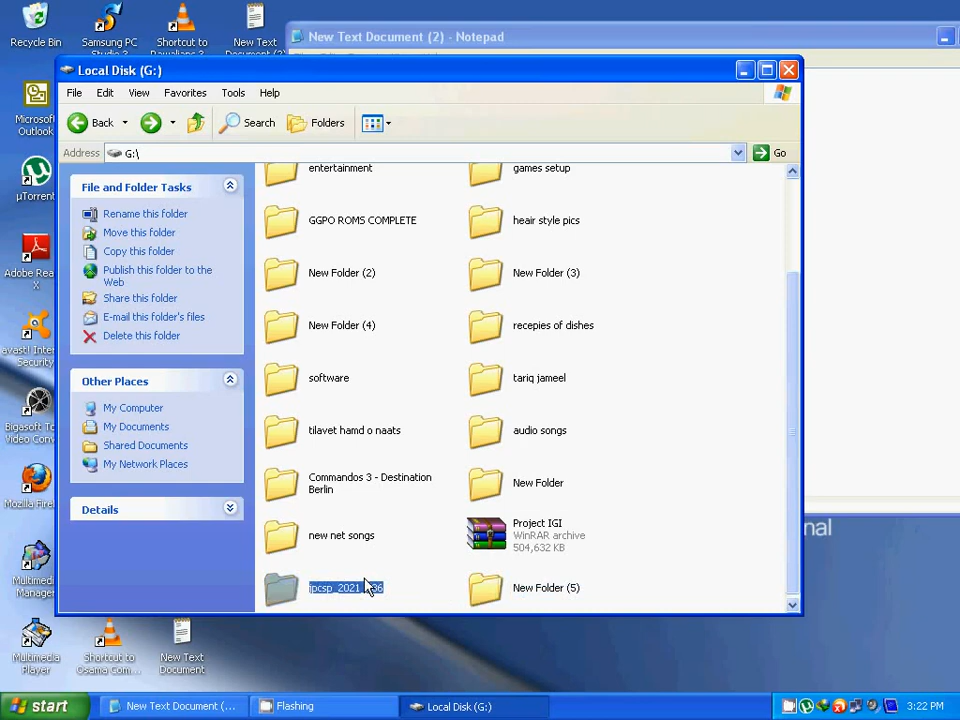 New Text Document (2) - Notepad
Recycle Bin
Samsung PC
Studio 3
Shortcut to
Rawalians 3
New Text
Document (2)
Local Disk (G:)
File Edit View Favorites Tools Help
Back Search Folders
Address G:\ Go
File and Folder Tasks
Rename this folder
Move this folder
Copy this folder
Publish this folder to the
Web
Share this folder
E-mail this folder's files
Delete this folder
Other Places
My Computer
My Documents
Shared Documents
My Network Places
Details
entertainment
games setup
GGPO ROMS COMPLETE
heair style pics
New Folder (2)
New Folder (3)
New Folder (4)
recepies of dishes
software
tariq jameel
tilavet hamd o naats
audio songs
Commandos 3 - Destination
Berlin
New Folder
new net songs
Project IGI
WinRAR archive
504,632 KB
New Folder (5)
Microsoft
Outlook
µTorrent
Adobe Rea
X
avast! Inter
Security
Bigasoft To
Video Conv
Mozilla Fire
Multimedia
Manager
Multimedia
Player
Shortcut to
Osama Com...
New Text
Document
start
New Text Document (...
Flashing
Local Disk (G:)
3:22 PM